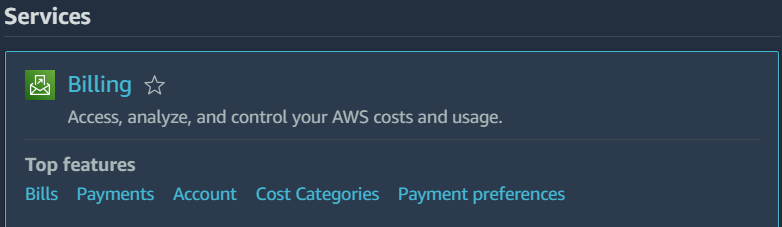 Services
Billing
Access, analyze, and control your AWS costs and usage.
Top features
Bills Payments Account Cost Categories Payment preferences